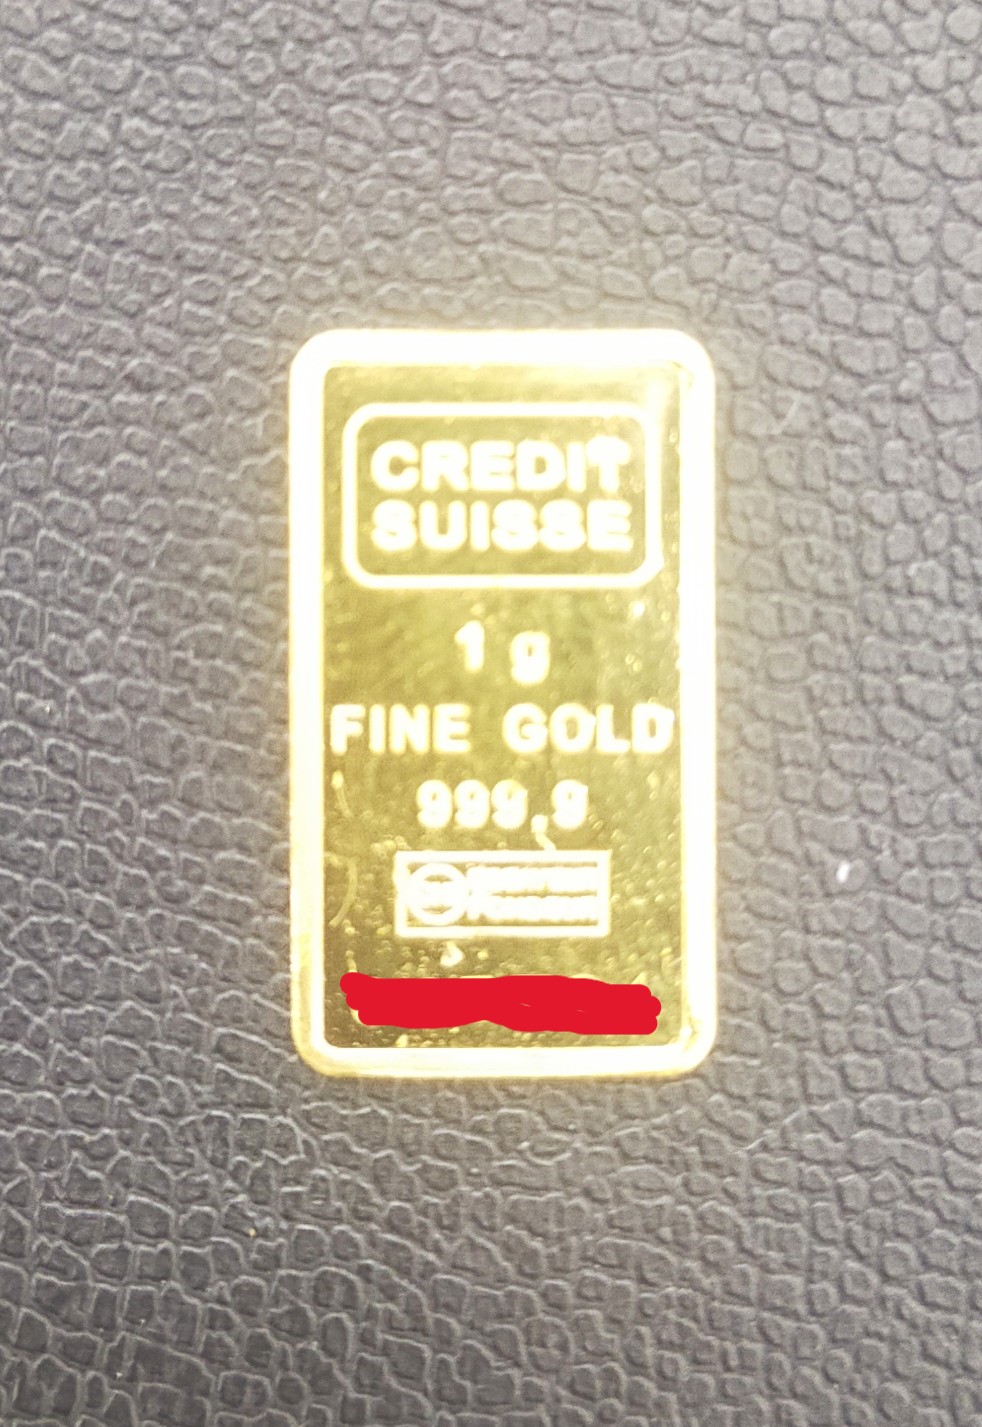 CREDIT
SUISSE
1 g
FINE GOLD
999,9